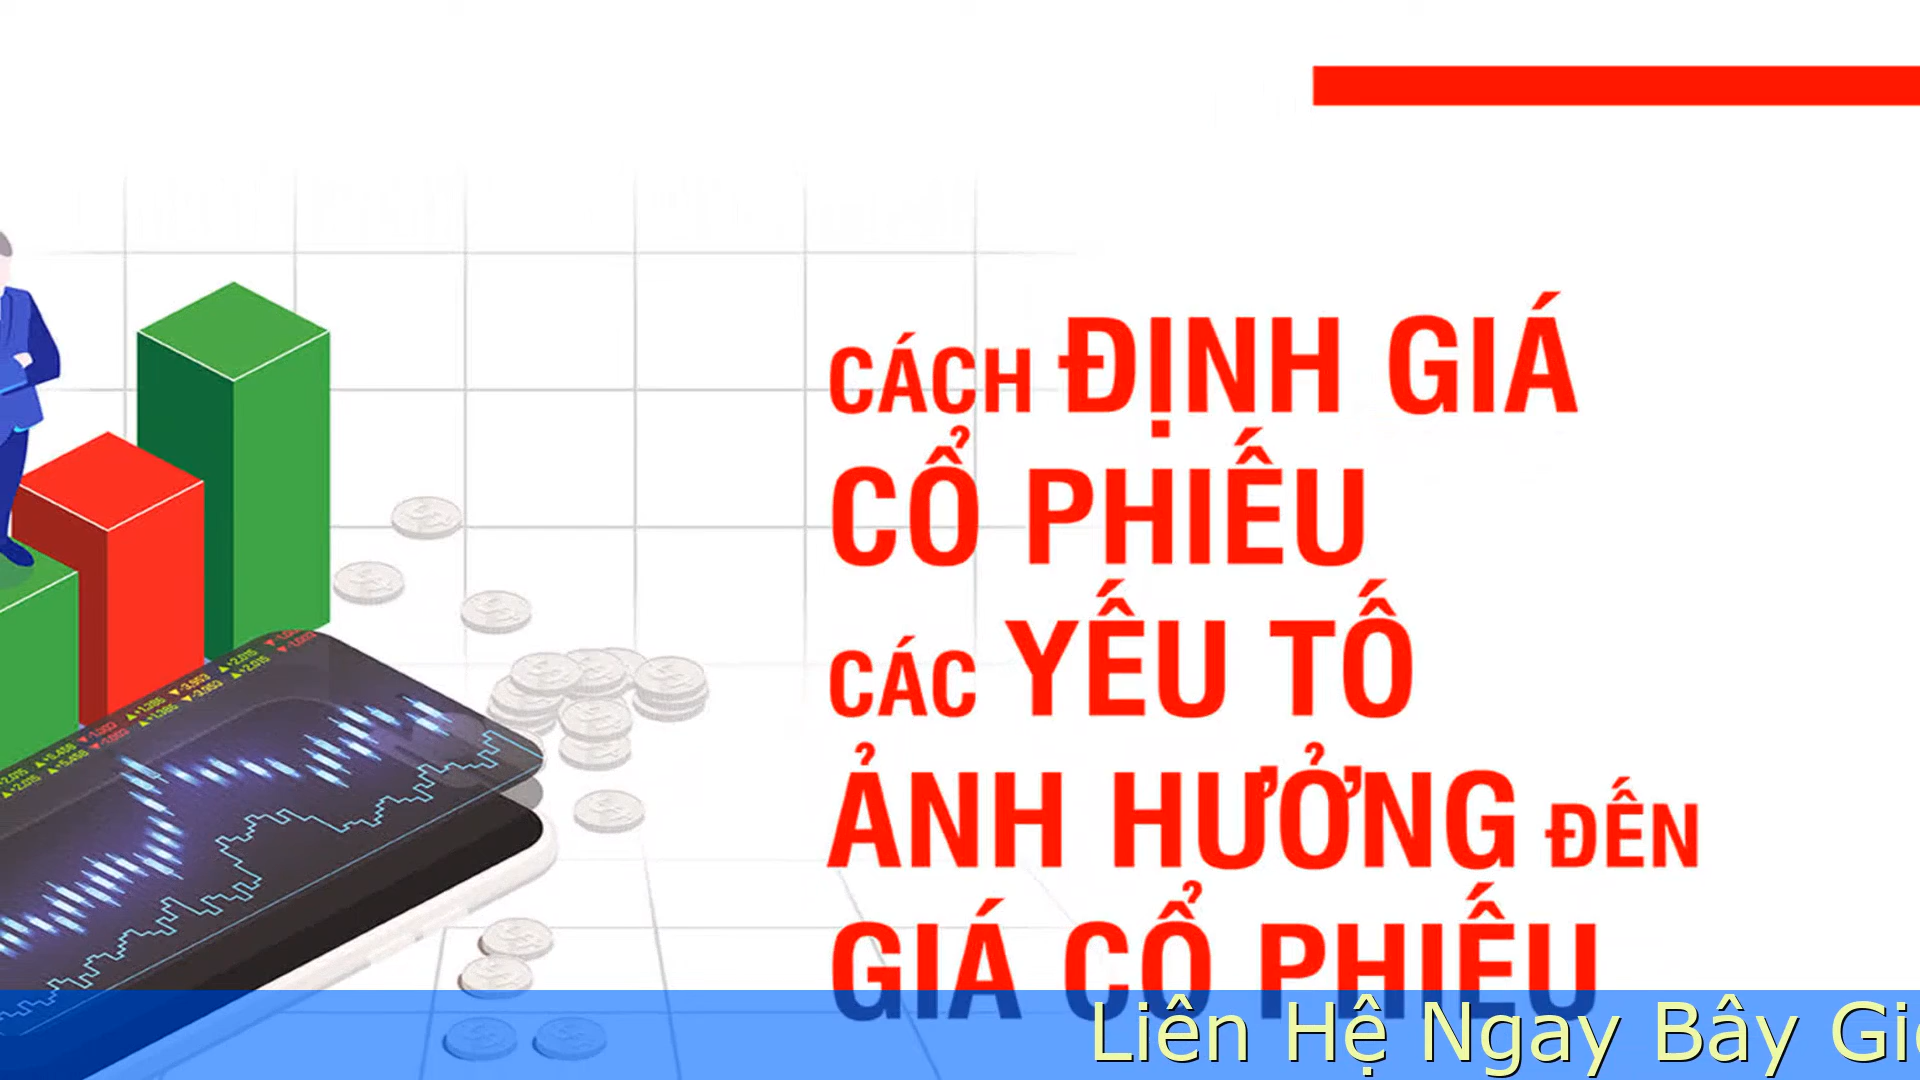 CÁCH ĐỊNH GIÁ
CỔ PHIẾU
CÁC YẾU TỐ
ẢNH HƯỞNG ĐẾN
GIÁ CỔ PHIẾU
Liên Hệ Ngay Bây